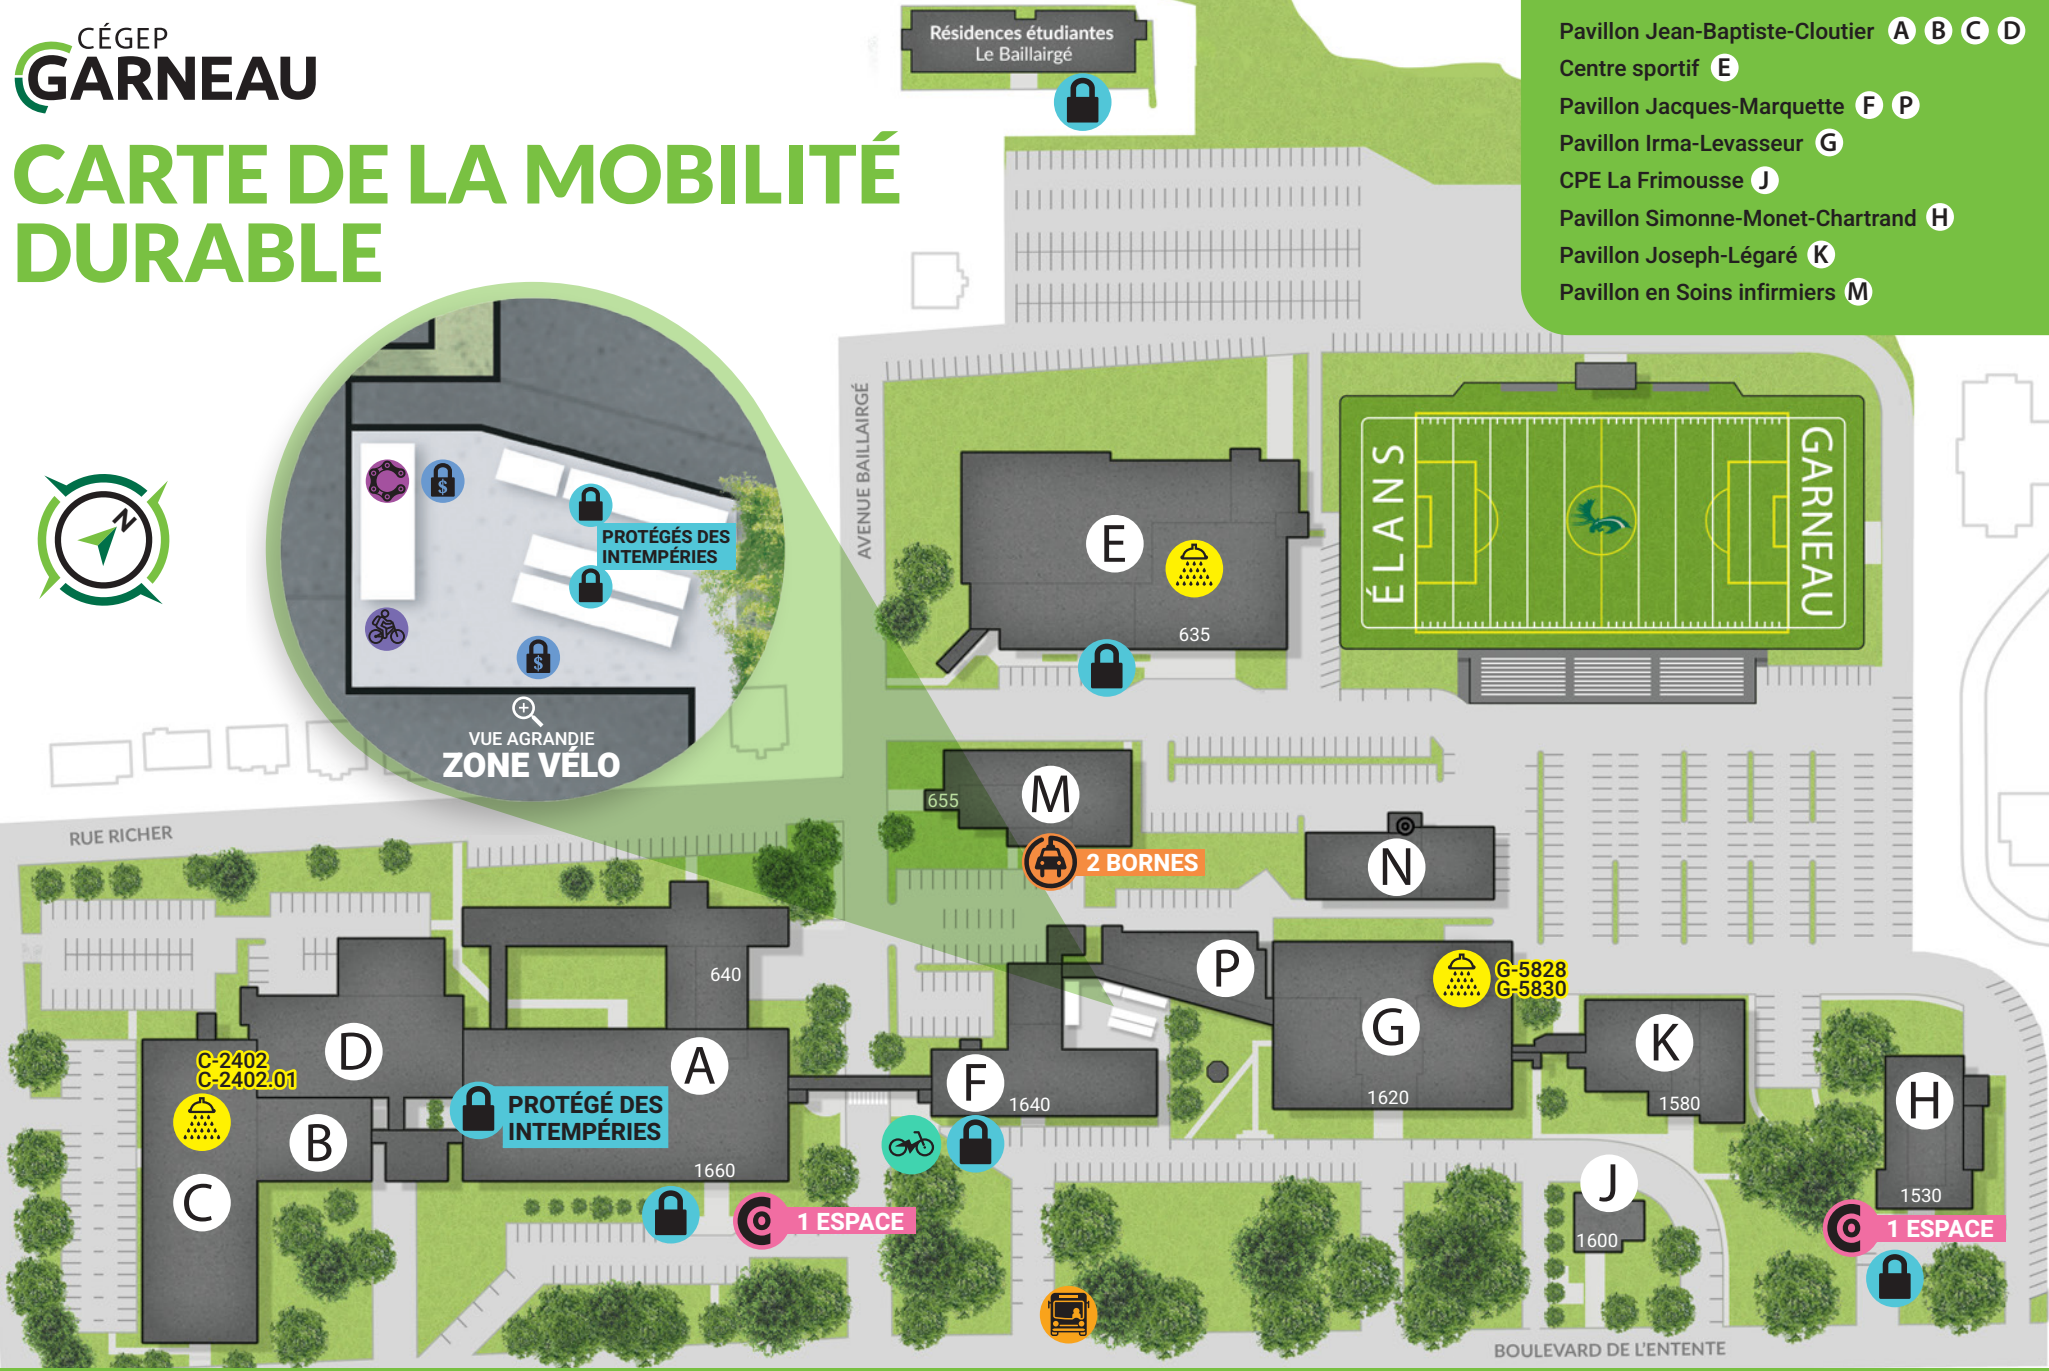 CÉGEP
GARNEAU
CARTE DE LA MOBILITÉ
DURABLE
Résidences étudiantes
Le Baillairgé
Pavillon Jean-Baptiste-Cloutier A B C D
Centre sportif E
Pavillon Jacques-Marquette F P
Pavillon Irma-Levasseur G
CPE La Frimousse J
Pavillon Simonne-Monet-Chartrand H
Pavillon Joseph-Légaré K
Pavillon en Soins infirmiers M
N
$
PROTÉGÉS DES
INTEMPÉRIES
$
VUE AGRANDIE
ZONE VÉLO
AVENUE BAILLAIRGÉ
E
635
ÉLANS
GARNEAU
RUE RICHER
655
M
2 BORNES
N
640
P
G-5828
G-5830
G
1620
K
1580
H
1530
D
A
C-2402
C-2402.01
PROTÉGÉ DES
INTEMPÉRIES
B
C
1660
F
1640
J
1600
1 ESPACE
1 ESPACE
BOULEVARD DE L'ENTENTE